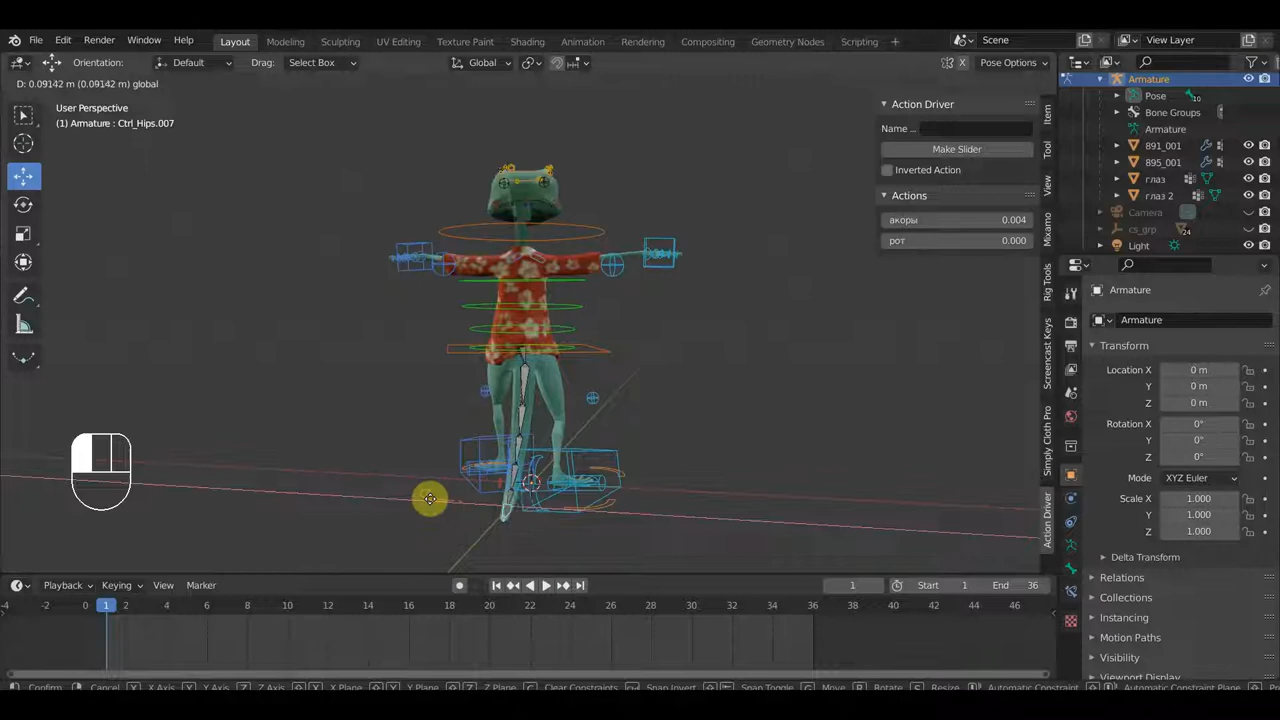 File Edit Render Window Help
Layout Modeling Sculpting UV Editing Texture Paint Shading Animation Rendering Compositing Geometry Nodes Scripting +
Scene
View Layer
Orientation: Default Drag: Select Box
Global
X Pose Options
D: 0.09142 m (0.09142 m) global
User Perspective
(1) Armature : Ctrl_Hips.007
Action Driver
Name ...
Make Slider
Inverted Action
Actions
акоры 0.004
рот 0.000
Item
Tool
View
Mixamo
Rig Tools
Screencast Keys
Simply Cloth Pro
Action Driver
Armature
Pose 10
Bone Groups
Armature
891_001
895_001
глаз
глаз 2
Camera
cs_grp 24
Light
Armature
Armature
Transform
Location X 0 m
Y 0 m
Z 0 m
Rotation X 0°
Y 0°
Z 0°
Mode XYZ Euler
Scale X 1.000
Y 1.000
Z 1.000
Delta Transform
Relations
Collections
Instancing
Motion Paths
Visibility
Viewport Display
Playback Keying View Marker
1 Start 1 End 36
-4 -2 0 1 2 4 6 8 10 12 14 16 18 20 22 24 26 28 30 32 34 36 38 40 42 44 46
Confirm Cancel X X Axis Y Y Axis Z Z Axis X X Plane Y Y Plane Z Z Plane Clear Constraints Snap Invert Snap Toggle G Move R Rotate S Resize Automatic Constraint Automatic Constraint Plane